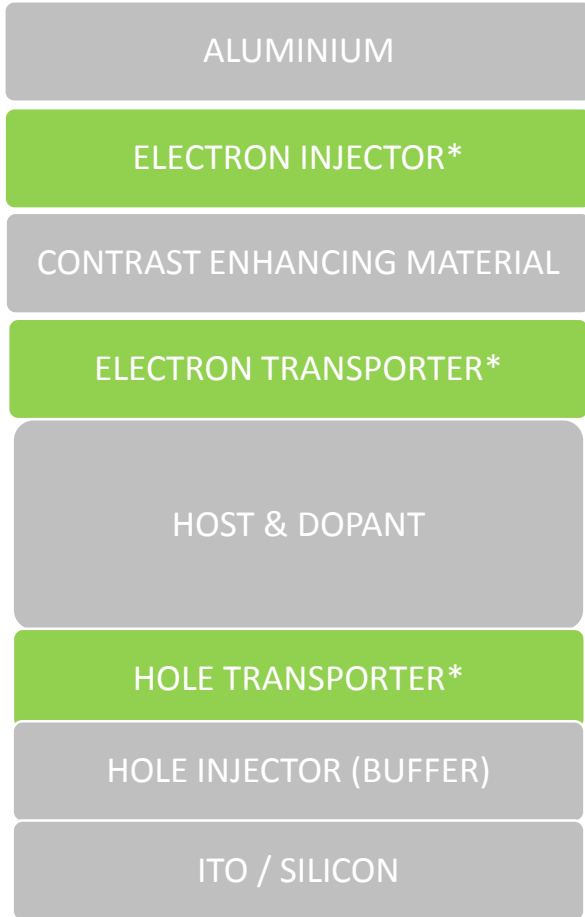 ALUMINIUM
ELECTRON INJECTOR*
CONTRAST ENHANCING MATERIAL
ELECTRON TRANSPORTER*
HOST & DOPANT
HOLE TRANSPORTER*
HOLE INJECTOR (BUFFER)
ITO / SILICON